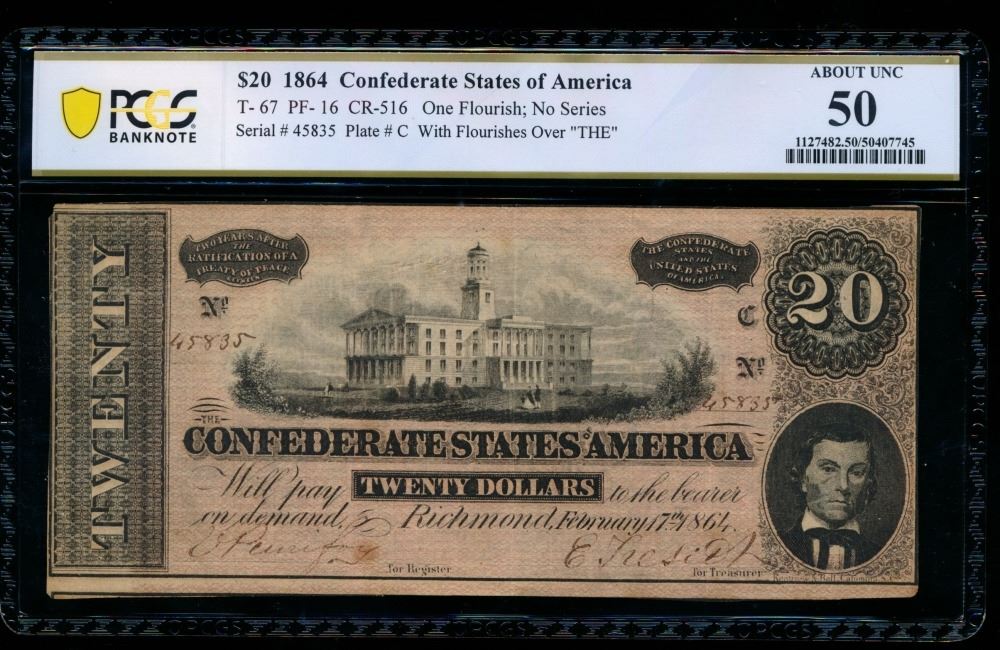 PCGS
BANKNOTE
$20 1864 Confederate States of America
T- 67 PF- 16 CR-516 One Flourish; No Series
Serial # 45835 Plate # C With Flourishes Over "THE"
ABOUT UNC
50
1127482.50/50407745
TWENTY
TWO YEARS AFTER
THE
RATIFICATION OF A
TREATY OF PEACE
THE CONFEDERATE
STATES
AND THE
UNITED STATES
OF AMERICA.
20
Nº
45835
C
Nº
45835
THE
CONFEDERATE STATES OF AMERICA
Will pay TWENTY DOLLARS to the bearer
on demand. Richmond, February 17th 1864.
for Register
for Treasurer